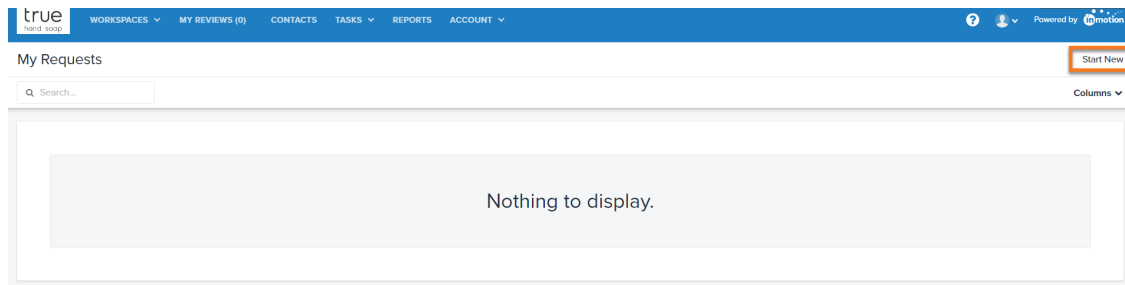 true
hand soap
WORKSPACES MY REVIEWS (0) CONTACTS TASKS REPORTS ACCOUNT ? Powered by inmotion
My Requests Start New
Search... Columns
Nothing to display.